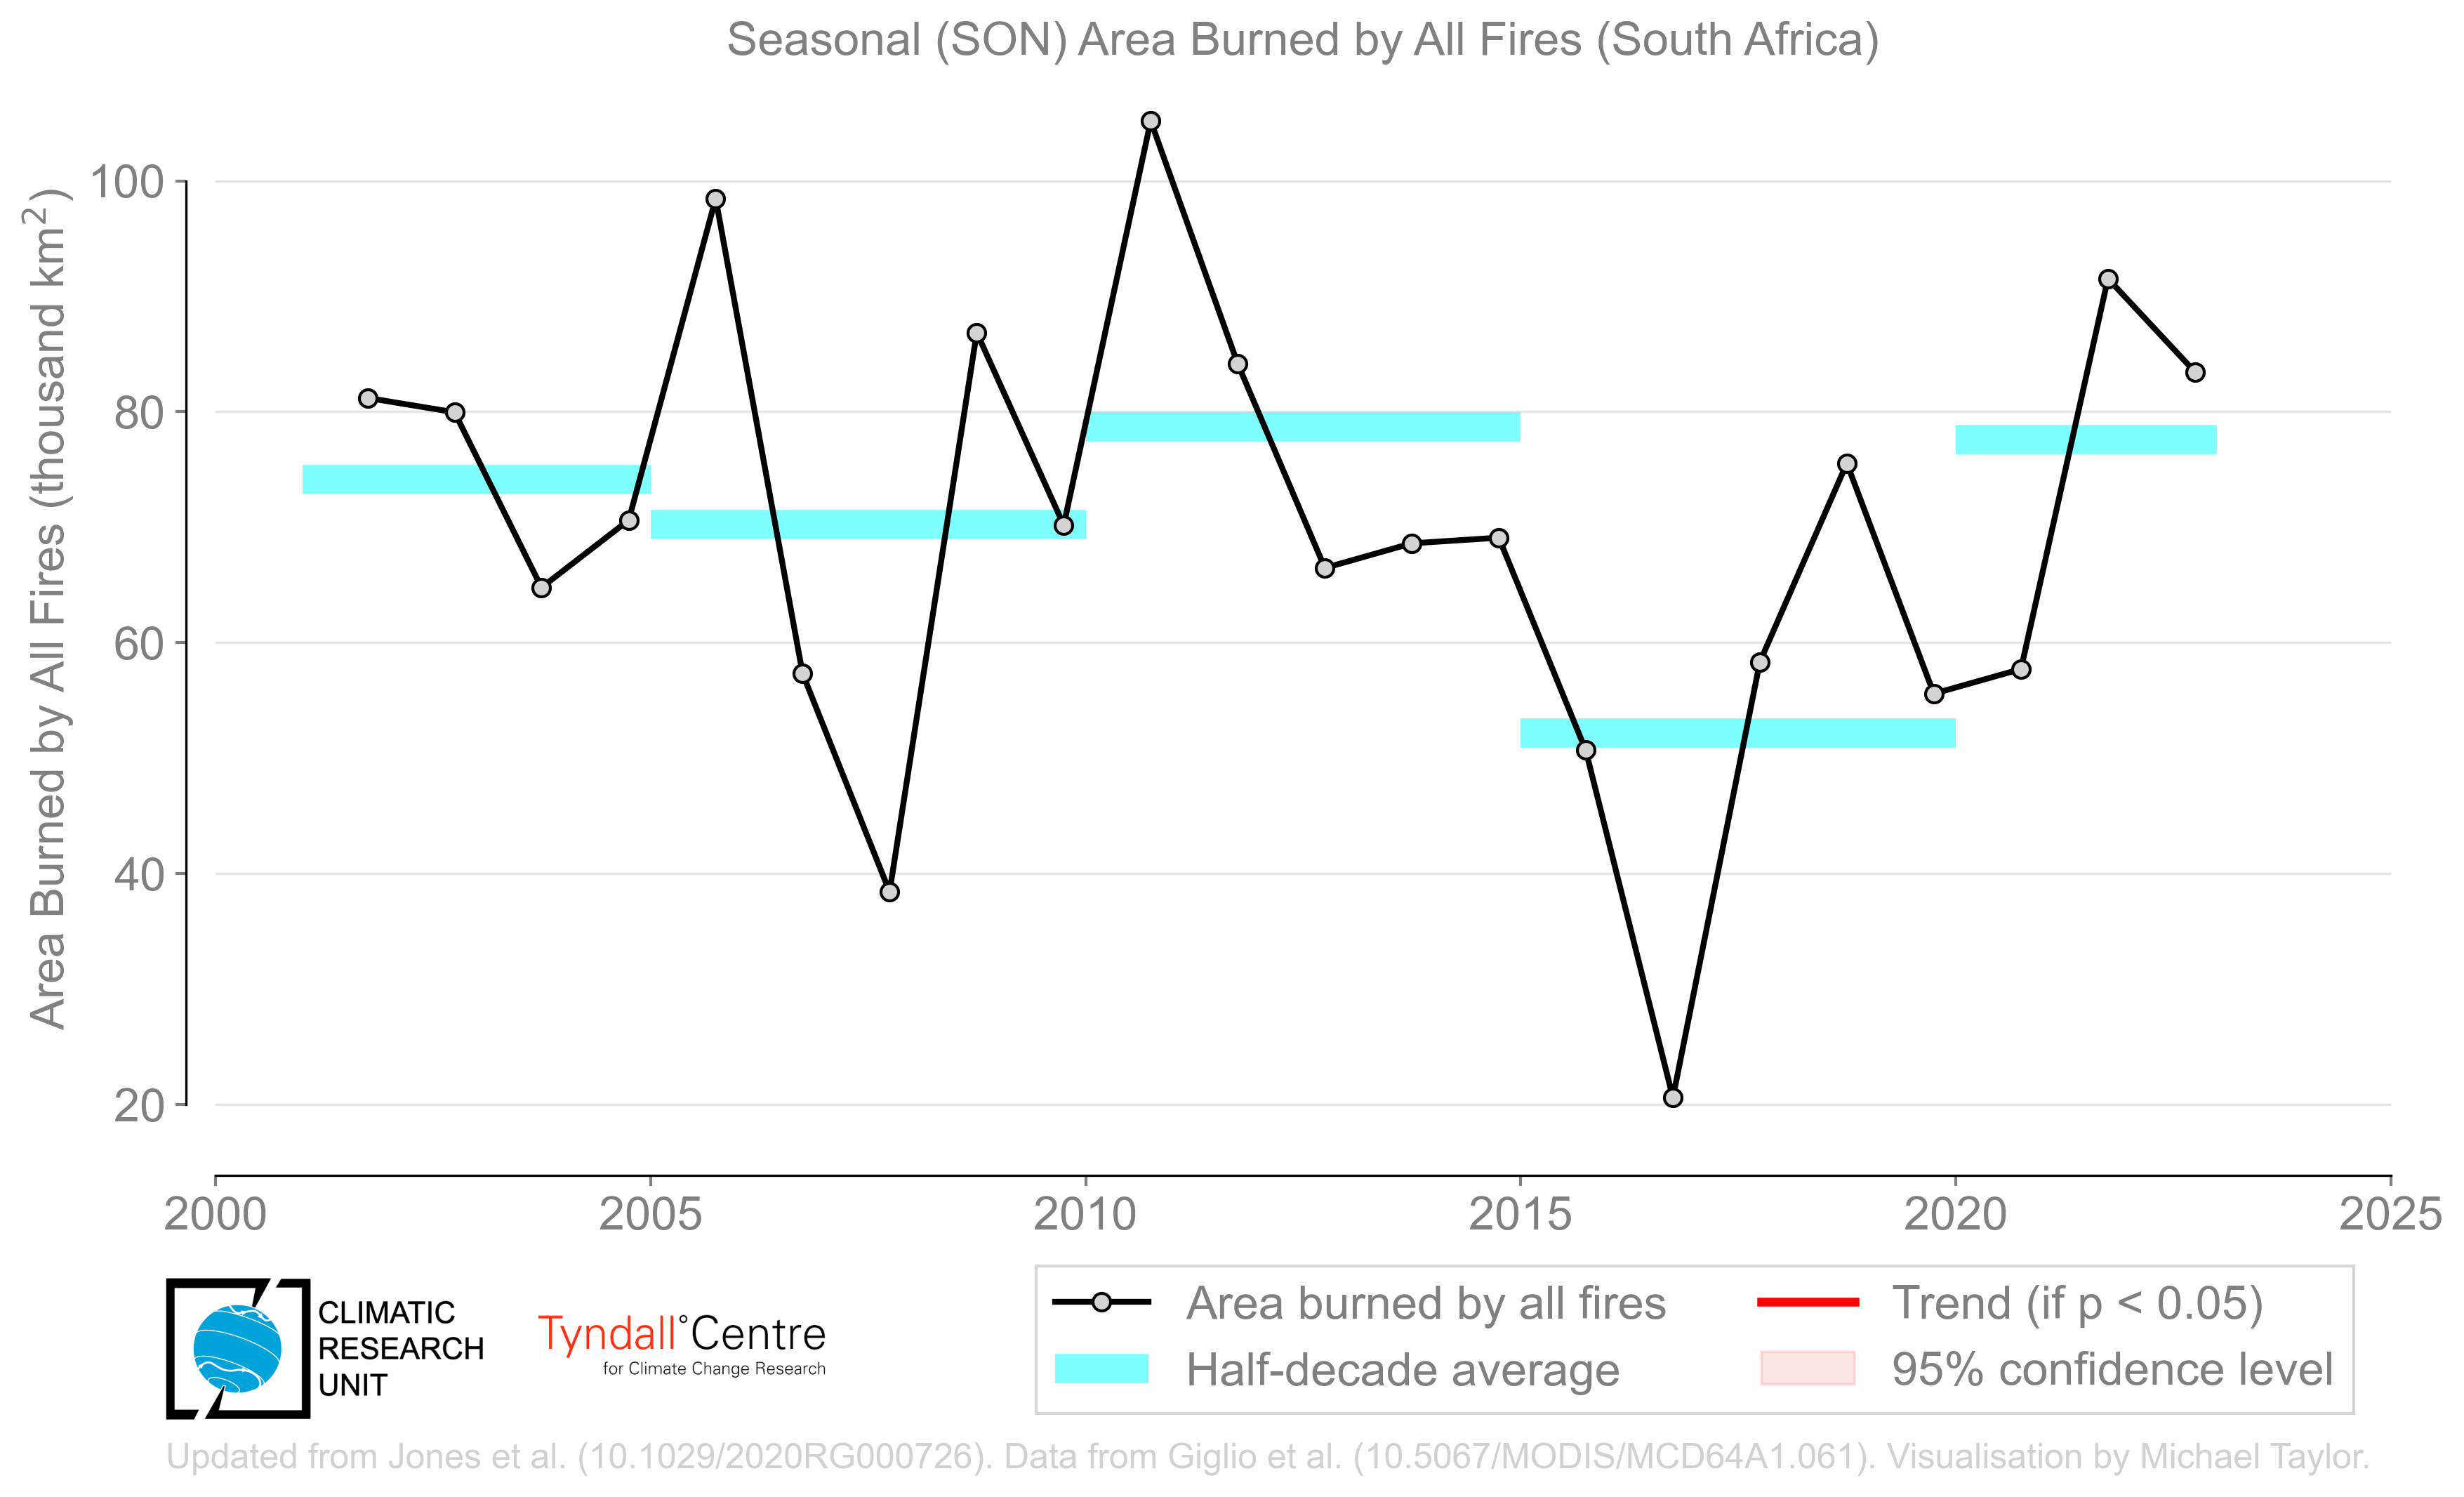 Seasonal (SON) Area Burned by All Fires (South Africa)
Area Burned by All Fires (thousand km²)
100
80
60
40
20
2000 2005 2010 2015 2020 2025
CLIMATIC
RESEARCH
UNIT
Tyndall°Centre
for Climate Change Research
Area burned by all fires
Half-decade average
Trend (if p < 0.05)
95% confidence level
Updated from Jones et al. (10.1029/2020RG000726). Data from Giglio et al. (10.5067/MODIS/MCD64A1.061). Visualisation by Michael Taylor.